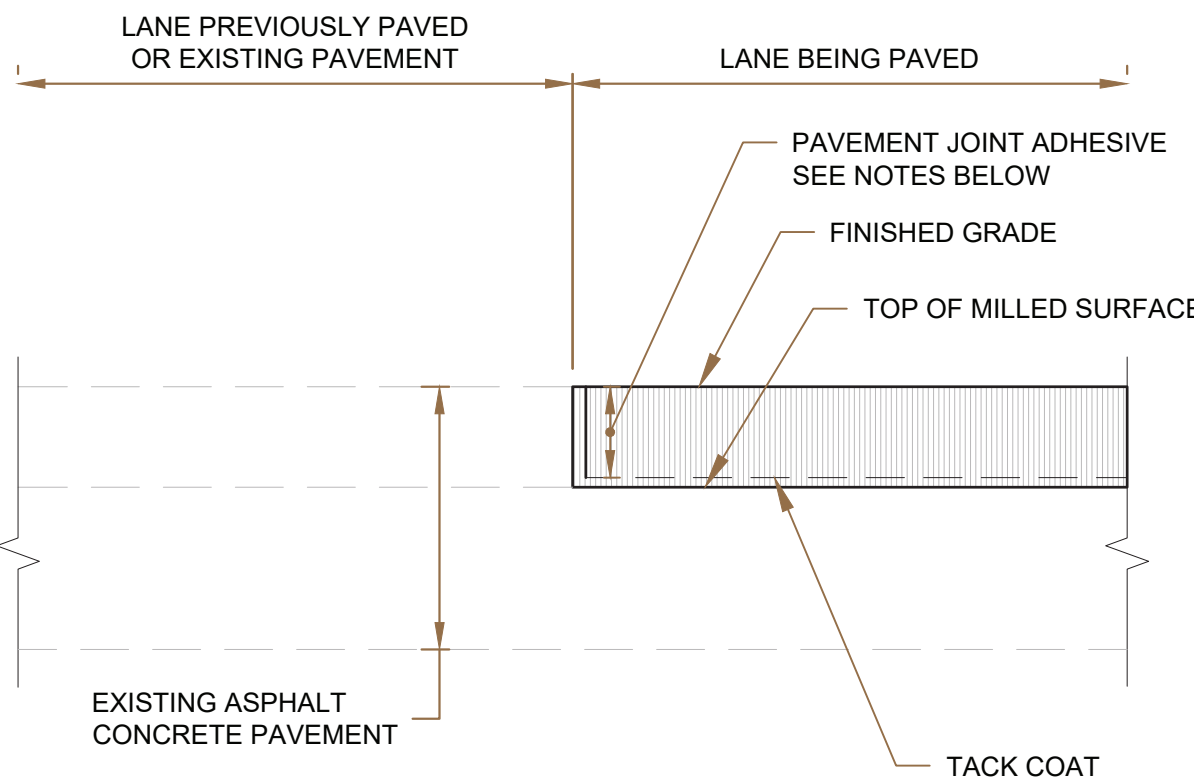 LANE PREVIOUSLY PAVED
OR EXISTING PAVEMENT
LANE BEING PAVED
PAVEMENT JOINT ADHESIVE
SEE NOTES BELOW
FINISHED GRADE
TOP OF MILLED SURFACE
EXISTING ASPHALT
CONCRETE PAVEMENT
TACK COAT